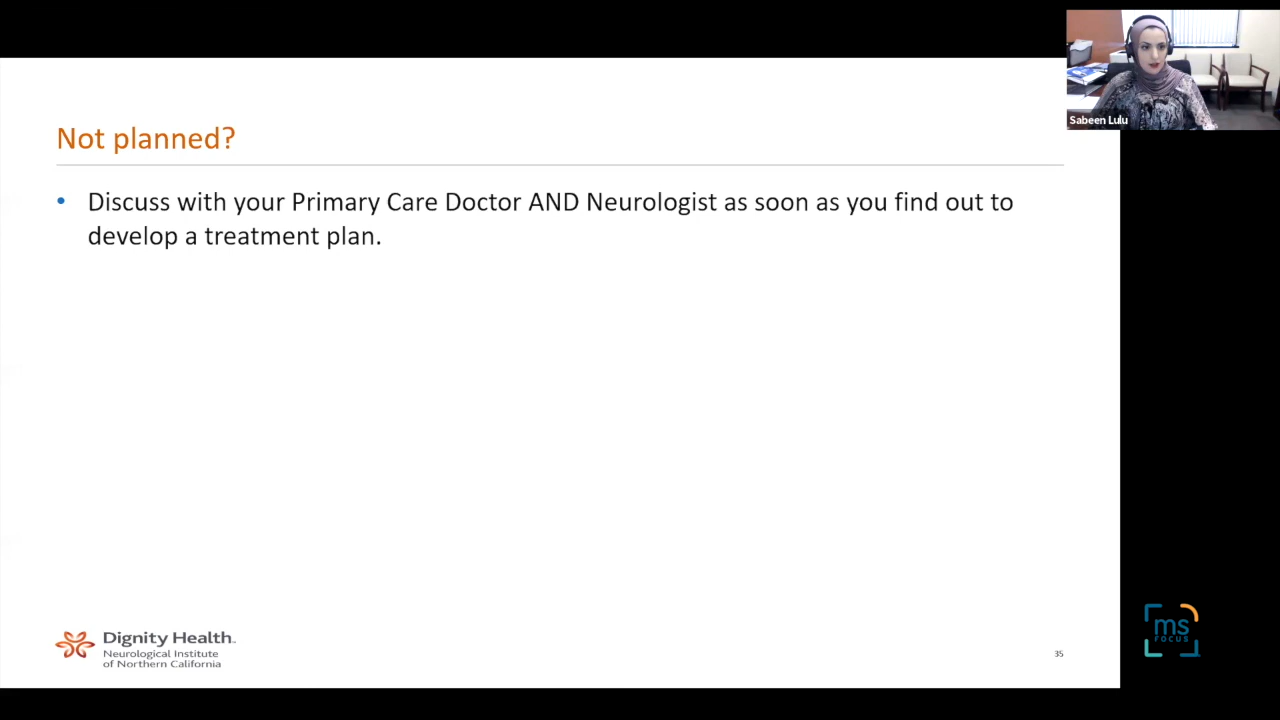 Sabeen Lulu
Not planned?
• Discuss with your Primary Care Doctor AND Neurologist as soon as you find out to
develop a treatment plan.
Dignity Health™
Neurological Institute
of Northern California
35
ms
FOCUS